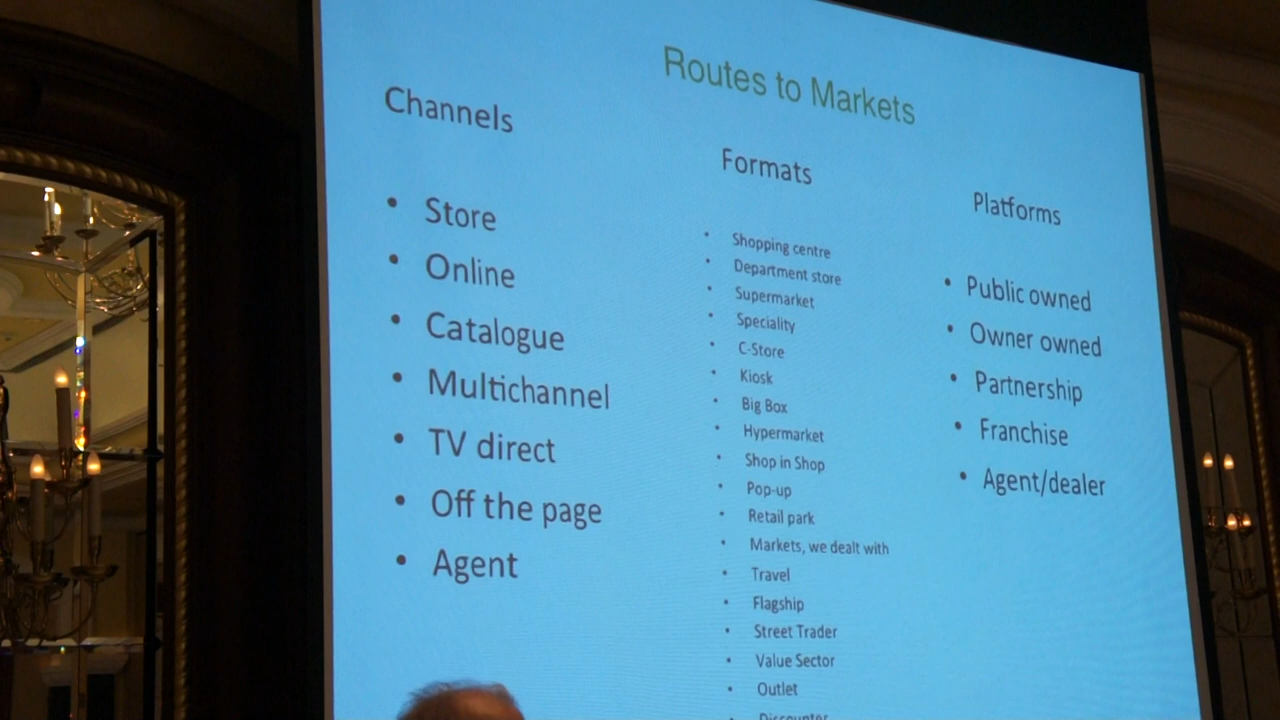 Routes to Markets
Channels
Store
Online
Catalogue
Multichannel
TV direct
Off the page
Agent
Formats
Shopping centre
Department store
Supermarket
Speciality
C-Store
Kiosk
Big Box
Hypermarket
Shop in Shop
Pop-up
Retail park
Markets, we dealt with
Travel
Flagship
Street Trader
Value Sector
Outlet
Discounter
Platforms
Public owned
Owner owned
Partnership
Franchise
Agent/dealer